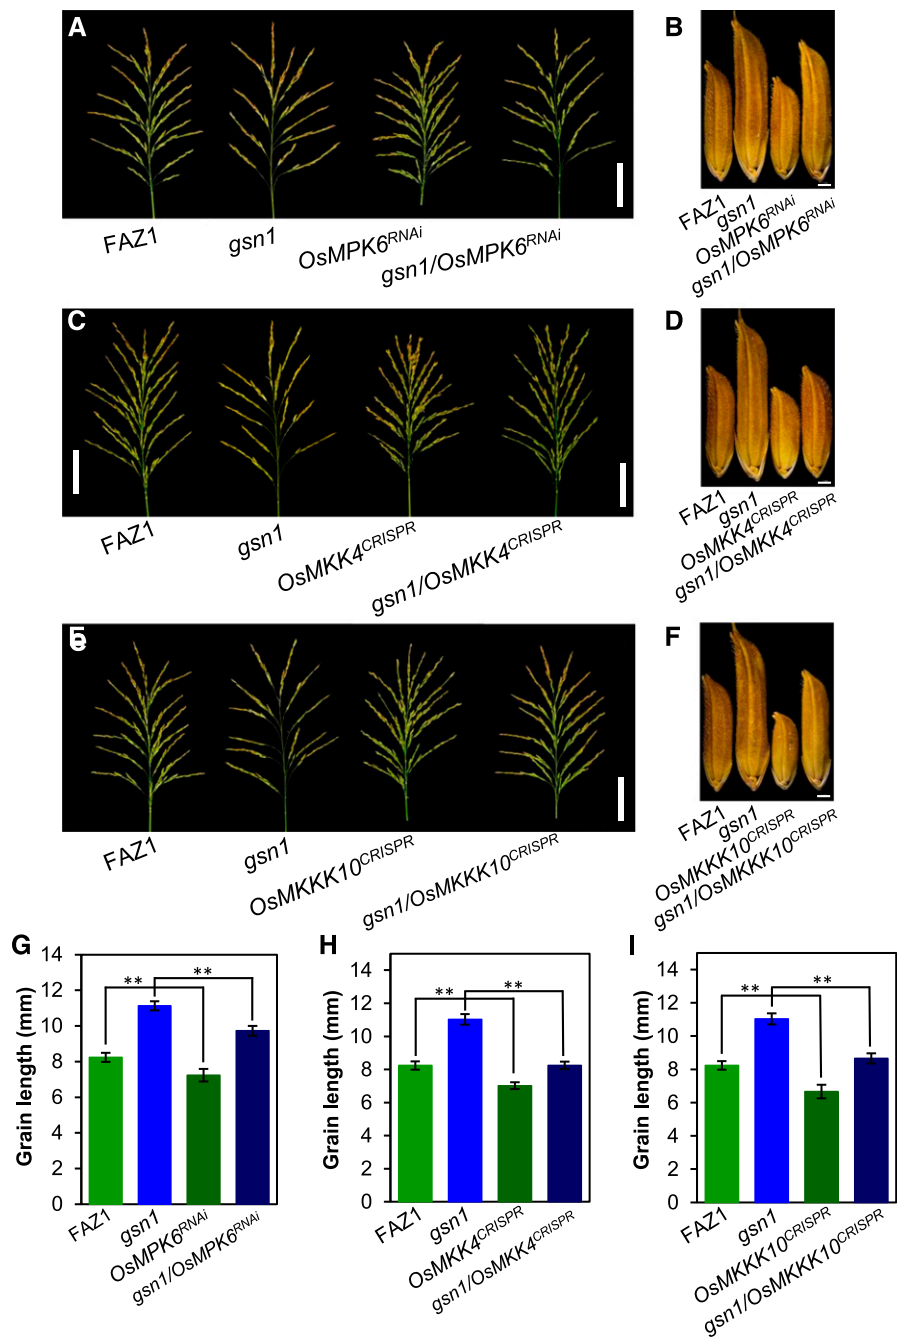 A
B
FAZ1
gsn1
OsMPK6RNAi
gsn1/OsMPK6RNAi
FAZ1
gsn1
OsMPK6RNAi
gsn1/OsMPK6RNAi
C
D
FAZ1
gsn1
OsMKK4CRISPR
gsn1/OsMKK4CRISPR
FAZ1
gsn1
OsMKK4CRISPR
gsn1/OsMKK4CRISPR
E
F
FAZ1
gsn1
OsMKKK10CRISPR
gsn1/OsMKKK10CRISPR
FAZ1
gsn1
OsMKKK10CRISPR
gsn1/OsMKKK10CRISPR
G
Grain length (mm)
14
12
10
8
6
4
2
0
**
**
FAZ1
gsn1
OsMPK6RNAi
gsn1/OsMPK6RNAi
H
Grain length (mm)
14
12
10
8
6
4
2
0
**
**
FAZ1
gsn1
OsMKK4CRISPR
gsn1/OsMKK4CRISPR
I
Grain length (mm)
14
12
10
8
6
4
2
0
**
**
FAZ1
gsn1
OsMKKK10CRISPR
gsn1/OsMKKK10CRISPR